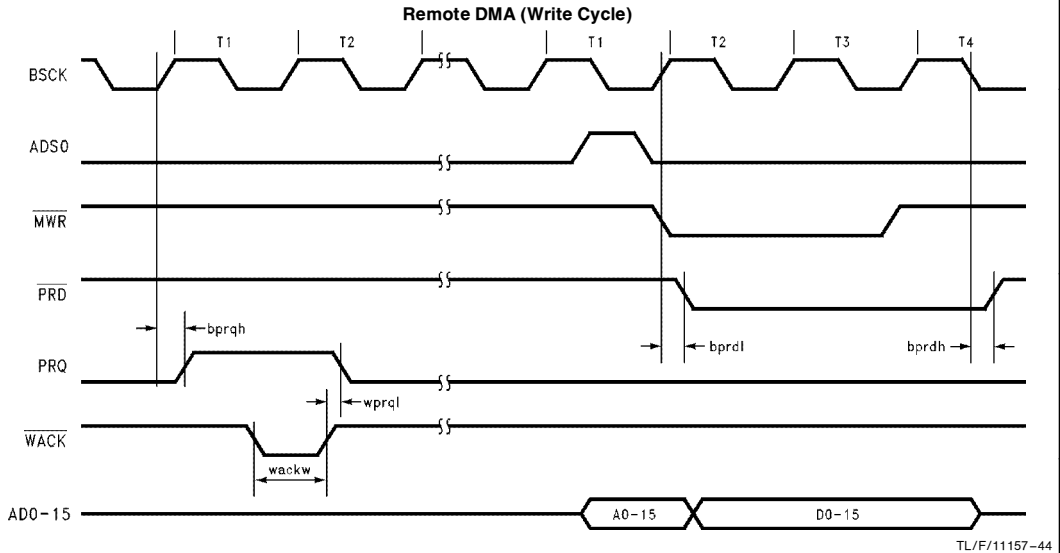 Remote DMA (Write Cycle)
T1 T2 T1 T2 T3 T4
BSCK
ADS0
MWR
PRD
bprqh bprdl bprdh
PRQ
wprql
WACK
wackw
AD0-15 A0-15 D0-15
TL/F/11157-44